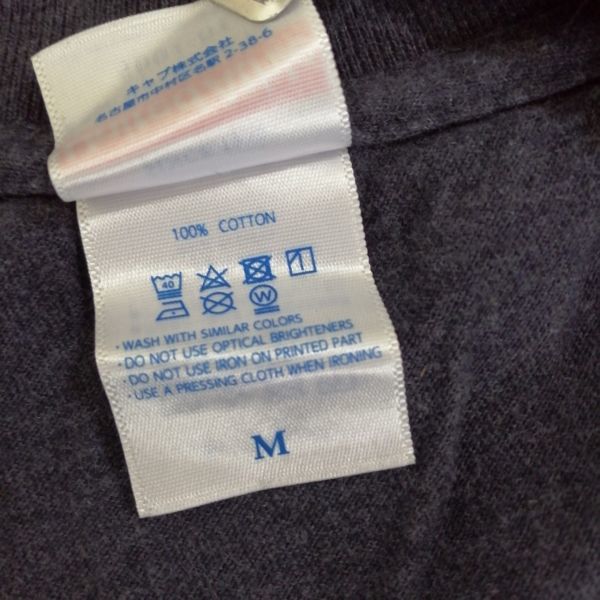 キャブ株式会社
名古屋市中村区名駅 2-38-6
100% COTTON
40
W
・WASH WITH SIMILAR COLORS
・DO NOT USE OPTICAL BRIGHTENERS
・DO NOT USE IRON ON PRINTED PART
・USE A PRESSING CLOTH WHEN IRONING
M